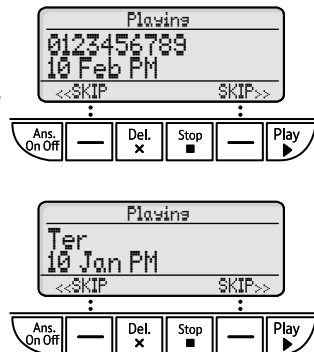 Playing
0123456789
10 Feb PM
<<SKIP SKIP>>
Ans. On Off Del. Stop Play
Playing
Ter
10 Jan PM
<<SKIP SKIP>>
Ans. On Off Del. Stop Play